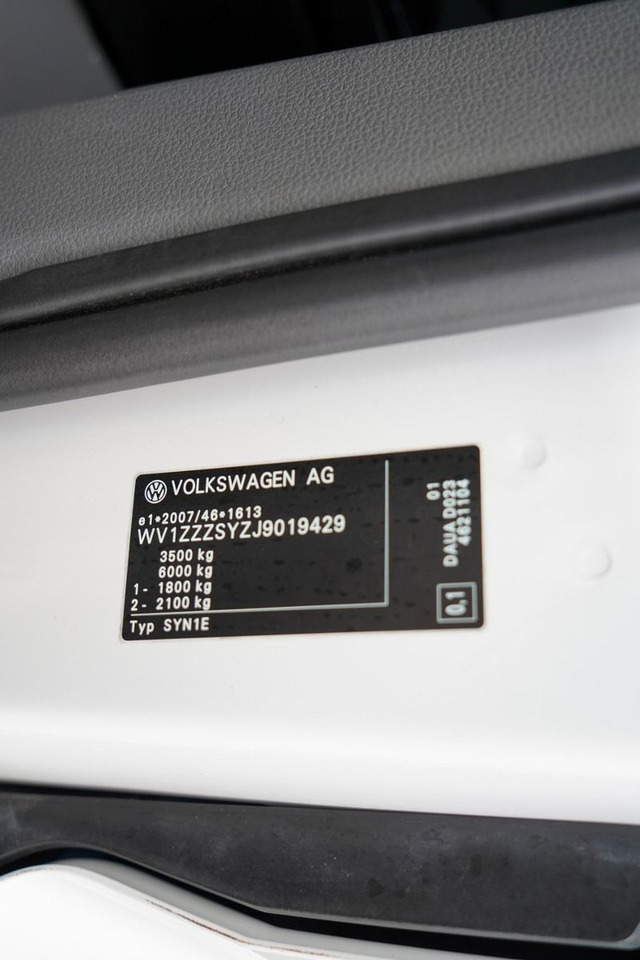 VOLKSWAGEN AG
e1*2007/46*1613
WV1ZZZSYZJ9019429
3500 kg
6000 kg
1- 1800 kg
2- 2100 kg
Typ SYN1E
01
DAUA D023
4621104
0,1